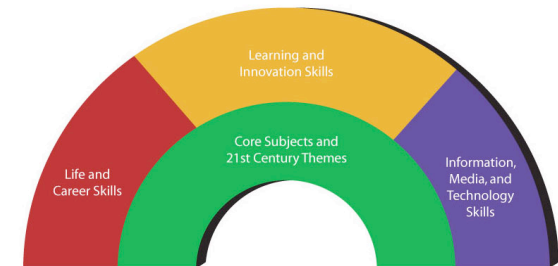 Learning and
Innovation Skills
Core Subjects and
21st Century Themes
Life and
Career Skills
Information,
Media, and
Technology
Skills